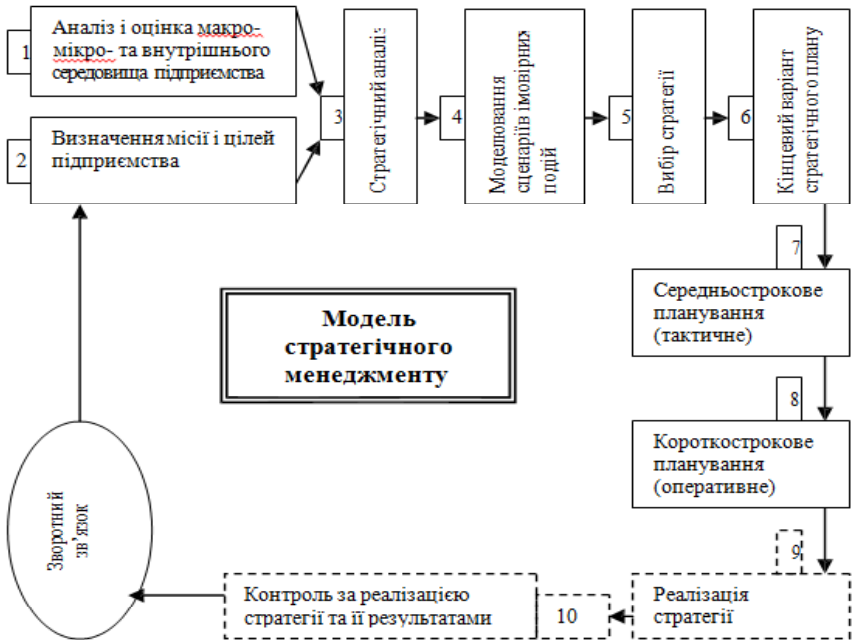 1
Аналіз і оцінка макро-
мікро- та внутрішнього
середовища підприємства
2
Визначення місії і цілей
підприємства
3
Стратегічний аналіз
4
Моделювання
сценаріїв імовірних
подій
5
Вибір стратегії
6
Кінцевий варіант
стратегічного плану
7
Середньострокове
планування
(тактичне)
Модель
стратегічного
менеджменту
8
Короткострокове
планування
(оперативне)
9
Реалізація
стратегії
10
Контроль за реалізацією
стратегії та її результатами
Зворотний
зв’язок